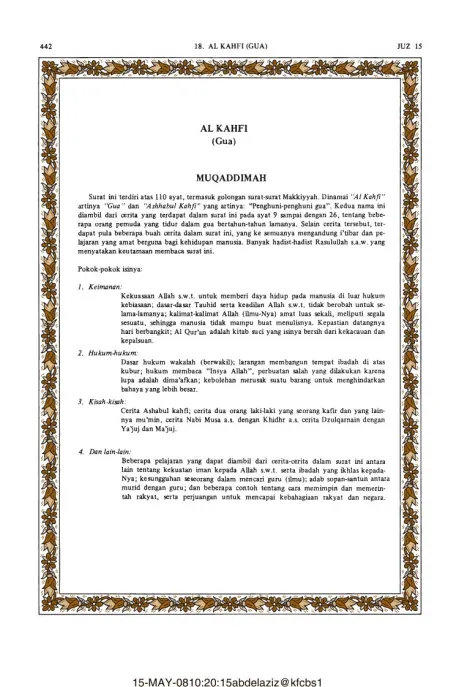 442 18. AL KAHFI (GUA) JUZ 15
AL KAHFI
(Gua)
MUQADDIMAH
Surat ini terdiri atas 110 ayat, termasuk golongan surat-surat Makkiyyah. Dinamai "Al Kahfi"
artinya "Gua" dan "Ashhabul Kahfi" yang artinya: "Penghuni-penghuni gua". Kedua nama ini
diambil dari cerita yang terdapat dalam surat ini pada ayat 9 sampai dengan 26, tentang bebe-
rapa orang pemuda yang tidur dalam gua bertahun-tahun lamanya. Selain cerita tersebut, ter-
dapat pula beberapa buah cerita dalam surat ini, yang ke semuanya mengandung i'tibar dan pe-
lajaran yang amat berguna bagi kehidupan manusia. Banyak hadist-hadist Rasulullah s.a.w. yang
menyatakan keutamaan membaca surat ini.
Pokok-pokok isinya:
1. Keimanan:
Kekuasaan Allah s.w.t. untuk memberi daya hidup pada manusia di luar hukum
kebiasaan; dasar-dasar Tauhid serta keadilan Allah s.w.t. tidak berobah untuk se-
lama-lamanya; kalimat-kalimat Allah (ilmu-Nya) amat luas sekali, meliputi segala
sesuatu, sehingga manusia tidak mampu buat menulisnya. Kepastian datangnya
hari berbangkit; Al Qur'an adalah kitab suci yang isinya bersih dari kekacauan dan
kepalsuan.
2. Hukum-hukum:
Dasar hukum wakalah (berwakil); larangan membangun tempat ibadah di atas
kubur; hukum membaca "Insya Allah", perbuatan salah yang dilakukan karena
lupa adalah dima'afkan; kebolehan merusak suatu barang untuk menghindarkan
bahaya yang lebih besar.
3. Kisah-kisah:
Cerita Ashabul kahfi; cerita dua orang laki-laki yang seorang kafir dan yang lain-
nya mu'min, cerita Nabi Musa a.s. dengan Khidhr a.s. cerita Dzulqarnain dengan
Ya'juj dan Ma'juj.
4. Dan lain-lain:
Beberapa pelajaran yang dapat diambil dari cerita-cerita dalam surat ini antara
lain tentang kekuatan iman kepada Allah s.w.t. serta ibadah yang ikhlas kepada-
Nya; kesungguhan seseorang dalam mencari guru (ilmu); adab sopan-santun antara
murid dengan guru; dan beberapa contoh tentang cara memimpin dan memerin-
tah rakyat, serta perjuangan untuk mencapai kebahagiaan rakyat dan negara.
15-MAY-0810:20:15abdelaziz@kfcbs1